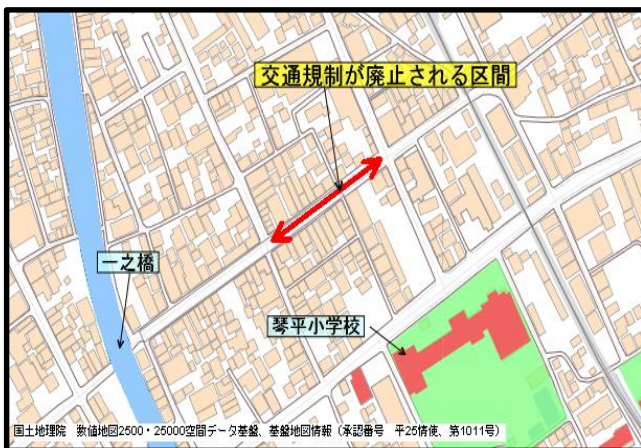 交通規制が廃止される区間
一之橋
琴平小学校
国土地理院 数値地図2500・25000空間データ基盤、基盤地図情報（承認番号 平25情使、第1011号）